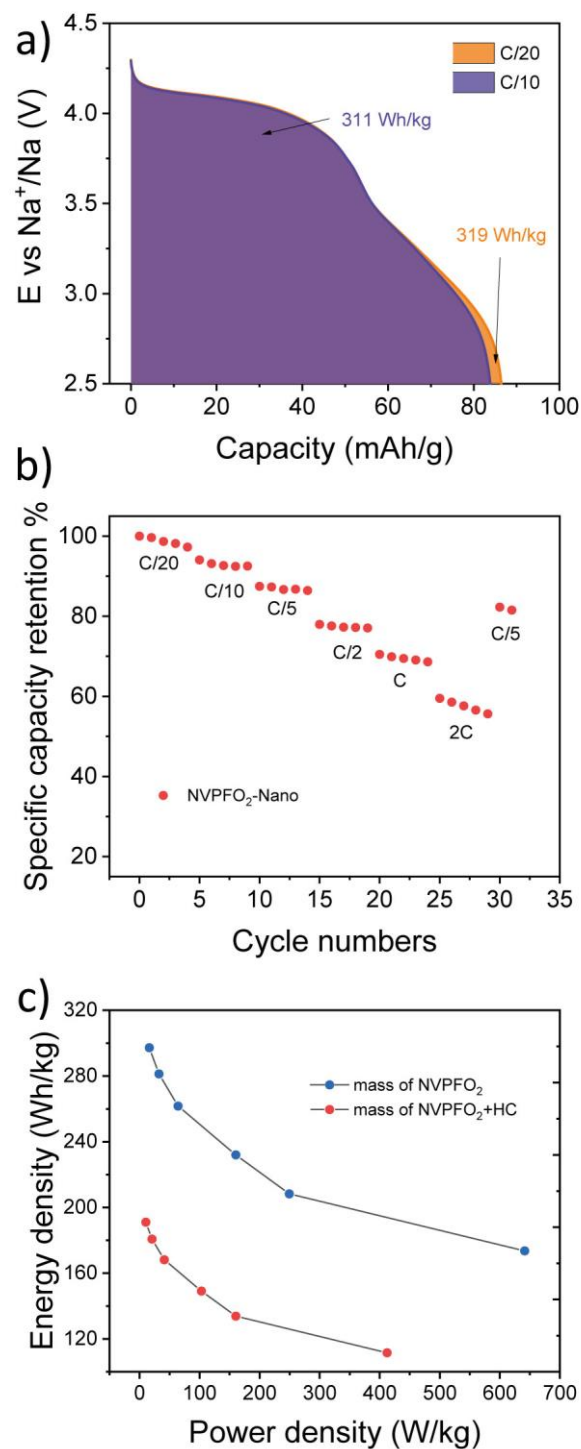 a)
4.5
4.0
3.5
3.0
2.5
E vs Na⁺/Na (V)
C/20
C/10
311 Wh/kg
319 Wh/kg
0 20 40 60 80 100
Capacity (mAh/g)
b)
100
80
60
40
20
Specific capacity retention %
C/20
C/10
C/5
C/2
C
2C
C/5
NVPFO₂-Nano
0 5 10 15 20 25 30 35
Cycle numbers
c)
320
280
240
200
160
120
Energy density (Wh/kg)
mass of NVPFO₂
mass of NVPFO₂+HC
0 100 200 300 400 500 600 700
Power density (W/kg)